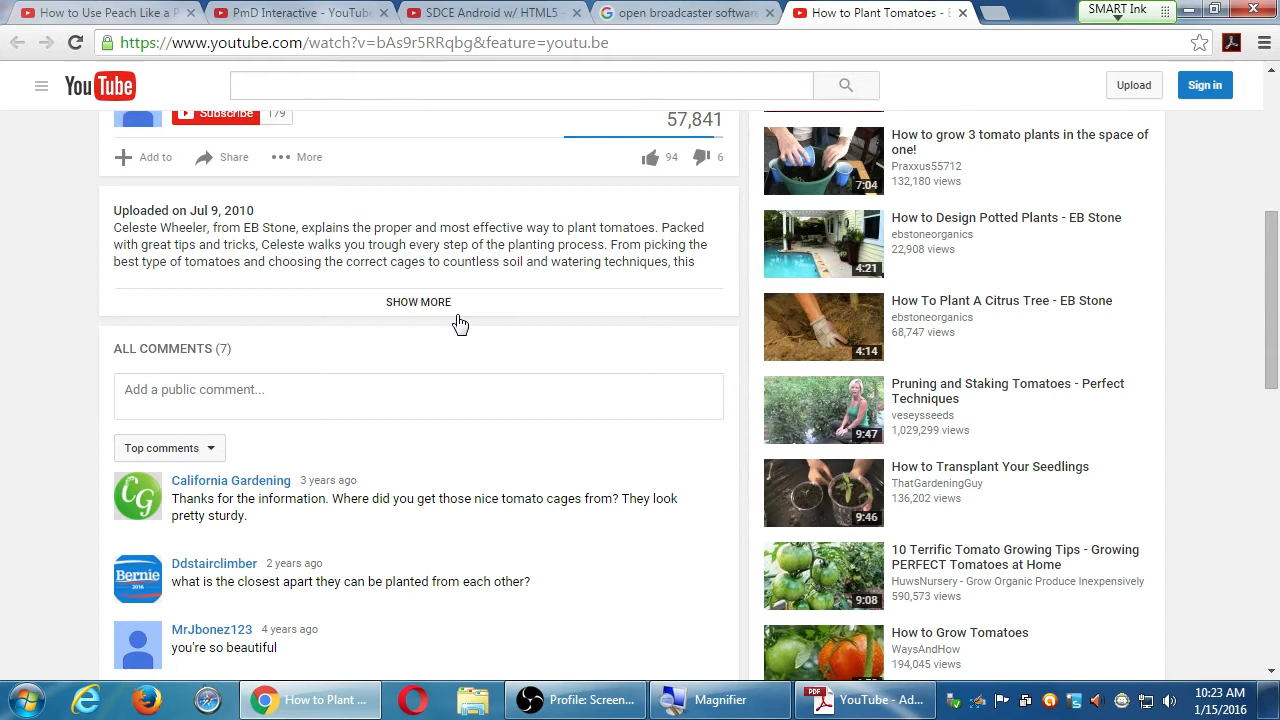 How to Use Peach Like a P
PmD Interactive - YouTub
SDCE Android w/ HTML5 -
open broadcaster software
How to Plant Tomatoes - E
SMART Ink
https://www.youtube.com/watch?v=bAs9r5RRqbg&feature=youtu.be
YouTube
Upload
Sign in
Subscribe
179
57,841
Add to
Share
More
94
6
Uploaded on Jul 9, 2010
Celeste Wheeler, from EB Stone, explains the proper and most effective way to plant tomatoes. Packed
with great tips and tricks, Celeste walks you trough every step of the planting process. From picking the
best type of tomatoes and choosing the correct cages to countless soil and watering techniques, this
SHOW MORE
ALL COMMENTS (7)
Add a public comment...
Top comments
CG
California Gardening 3 years ago
Thanks for the information. Where did you get those nice tomato cages from? They look
pretty sturdy.
Bernie
2016
Ddstairclimber 2 years ago
what is the closest apart they can be planted from each other?
MrJbonez123 4 years ago
you're so beautiful
7:04
How to grow 3 tomato plants in the space of
one!
Praxxus55712
132,180 views
4:21
How to Design Potted Plants - EB Stone
ebstoneorganics
22,908 views
4:14
How To Plant A Citrus Tree - EB Stone
ebstoneorganics
68,747 views
9:47
Pruning and Staking Tomatoes - Perfect
Techniques
veseysseeds
1,029,299 views
9:46
How to Transplant Your Seedlings
ThatGardeningGuy
136,202 views
9:08
10 Terrific Tomato Growing Tips - Growing
PERFECT Tomatoes at Home
HuwsNursery - Grow Organic Produce Inexpensively
590,573 views
How to Grow Tomatoes
WaysAndHow
194,045 views
How to Plant ...
Profile: Screen...
Magnifier
PDF
YouTube - Ad...
10:23 AM
1/15/2016